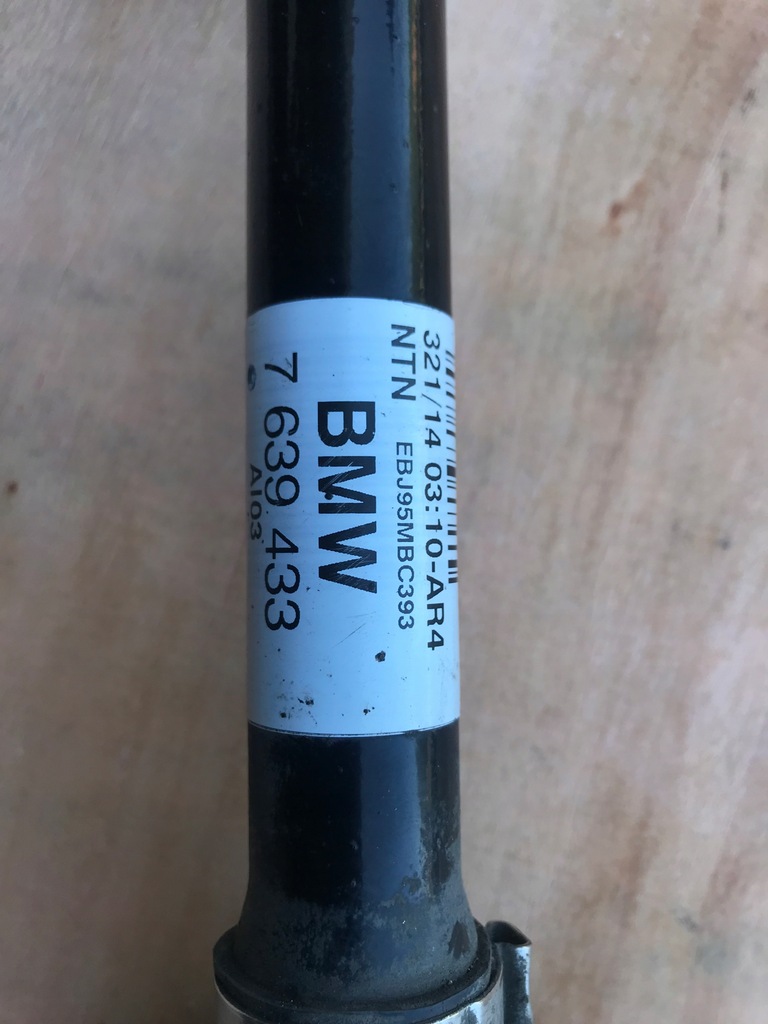 321/14 03:10-AR4
NTN EBJ95MBC393
BMW
7 639 433
AI03